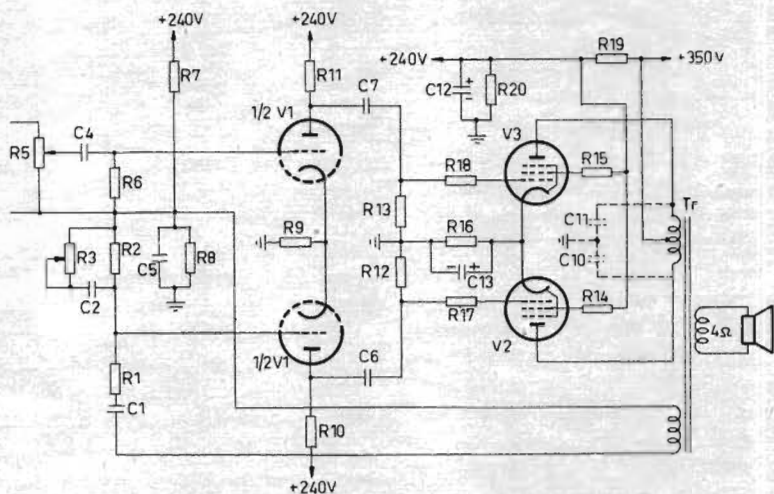 +240V
+240V
R7
R11
C7
R19
+240V
+350V
C12
R20
1/2 V1
V3
C4
R5
R6
R18
R15
R13
Tr
C11
R9
R16
R3
R2
C5
R8
R12
C10
C13
C2
R17
R14
V2
4Ω
1/2 V1
C6
R1
C1
R10
+240V